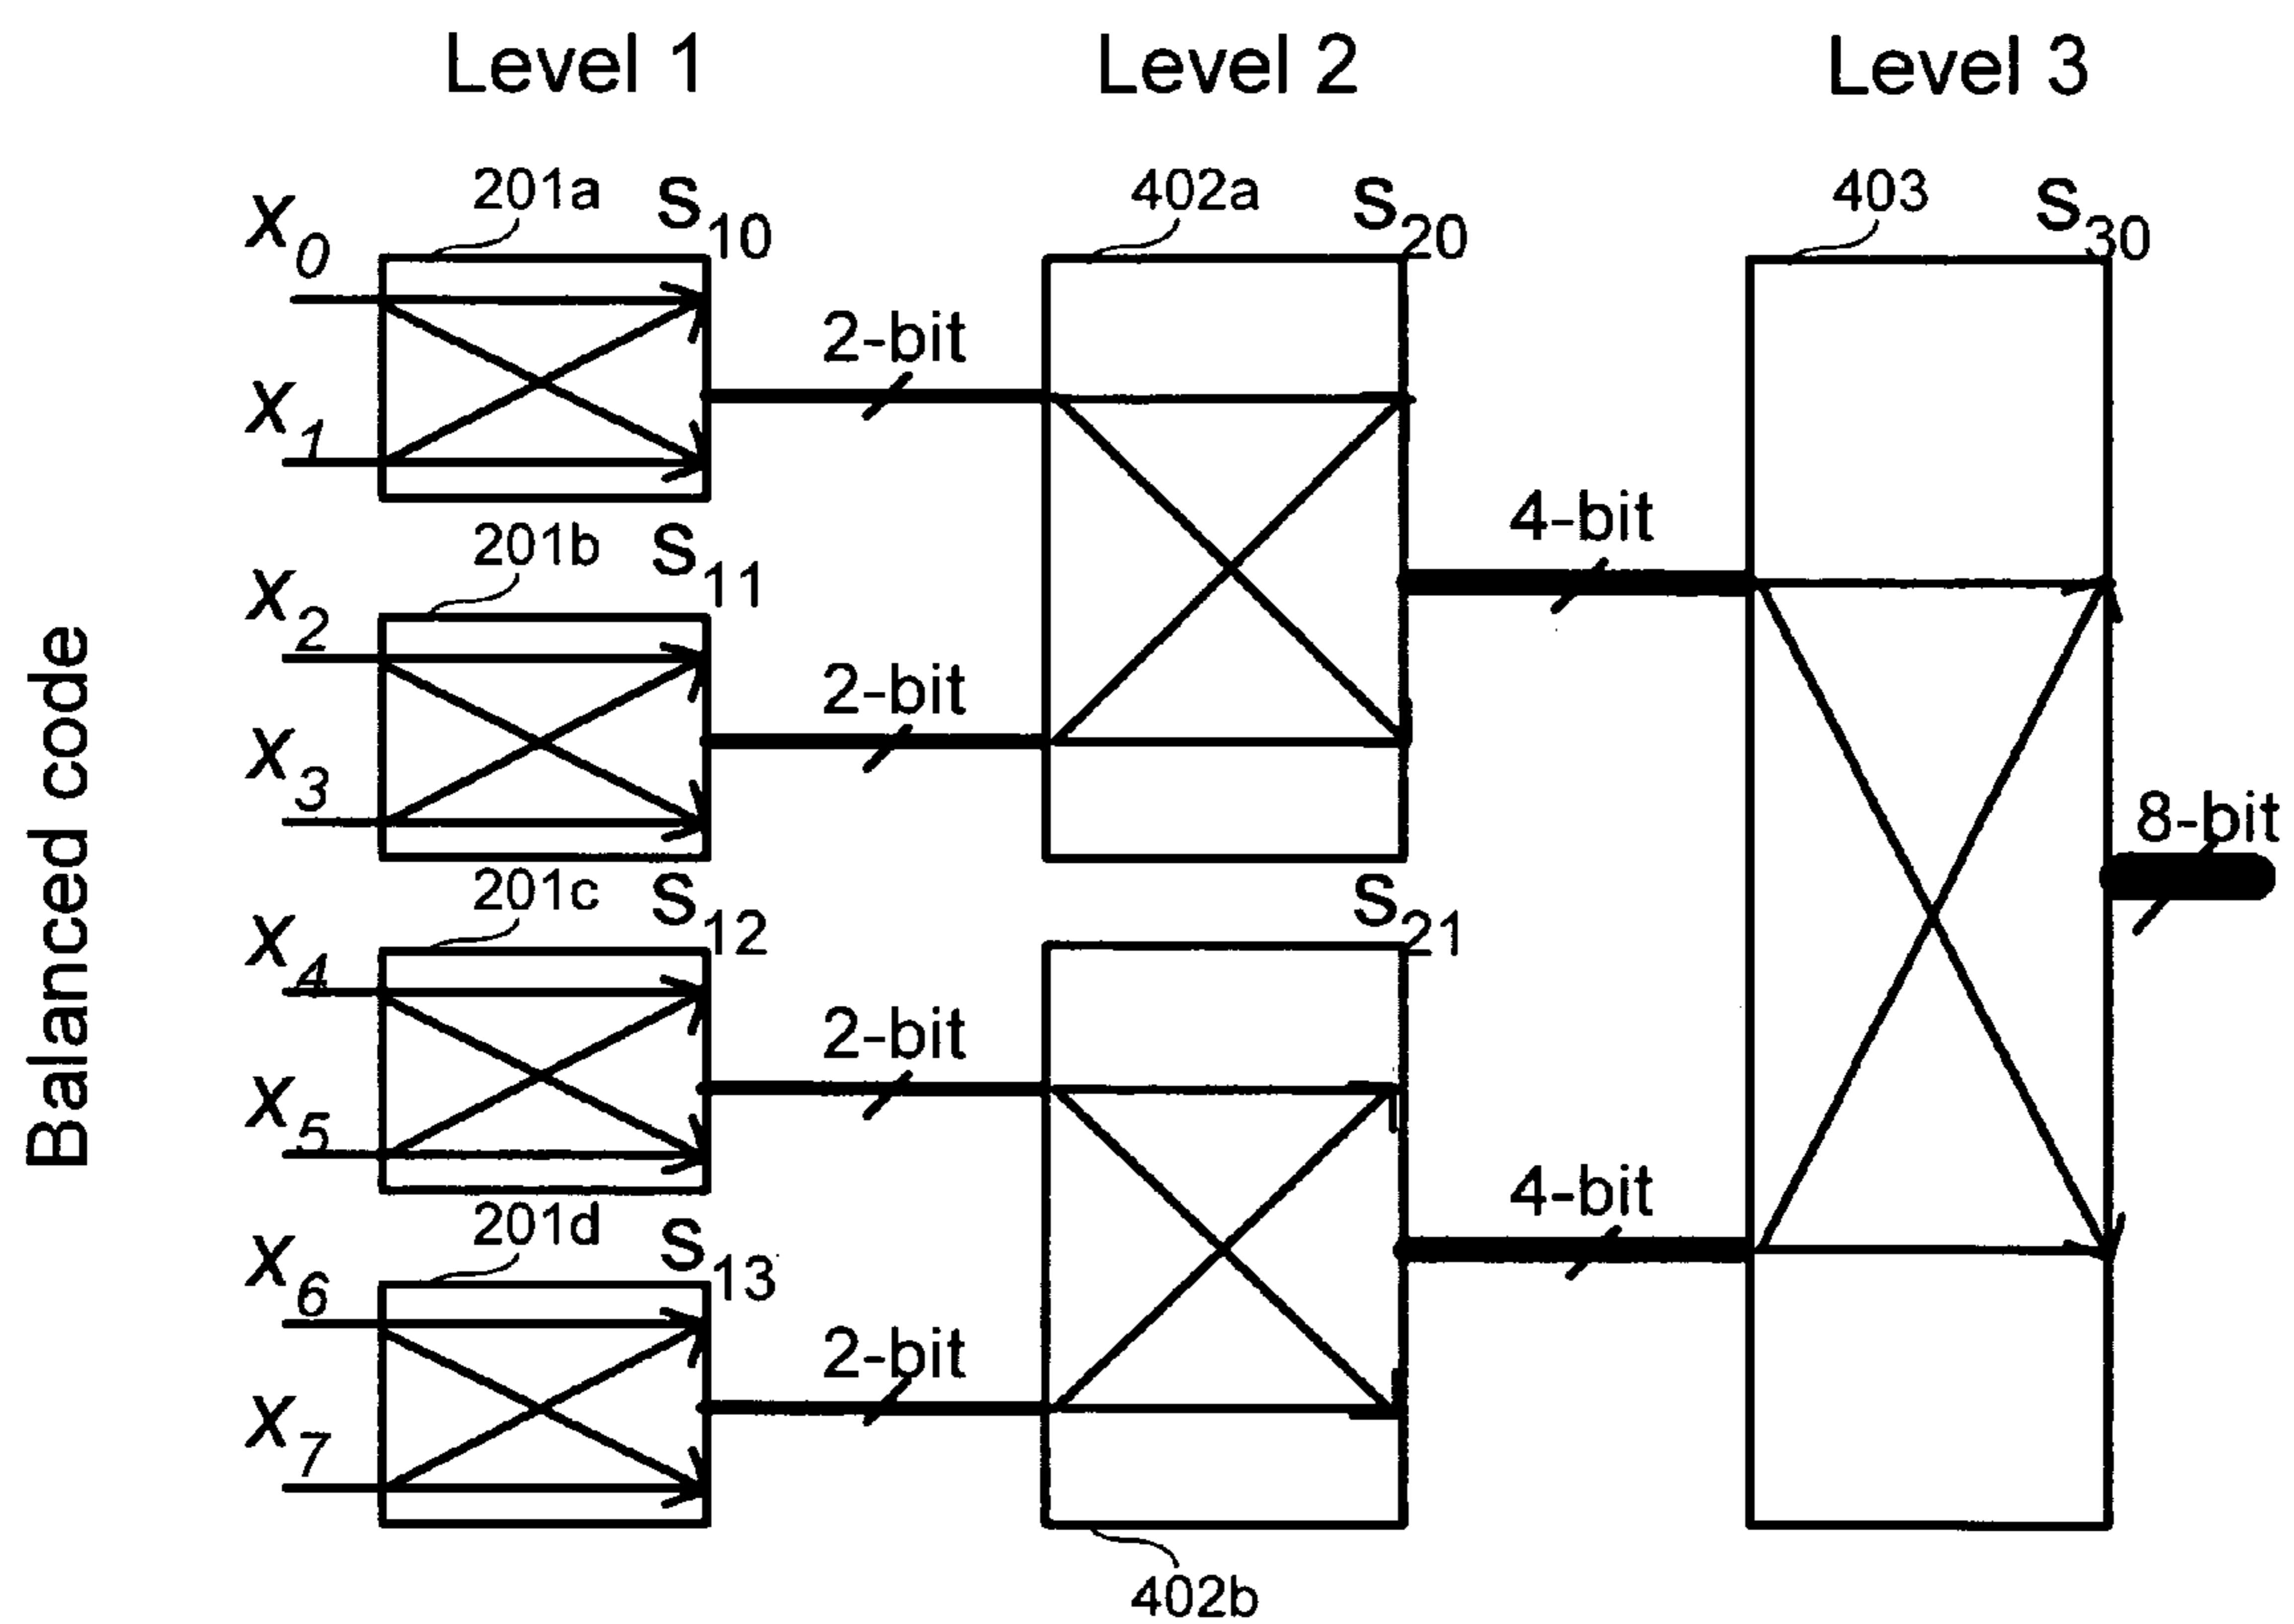 Level 1 Level 2 Level 3
201a S10 402a S20 403 S30
x0
2-bit
x1
4-bit
201b S11
x2
2-bit
x3
8-bit
201c S12 S21
x4
2-bit
x5
4-bit
201d S13
x6
2-bit
x7
402b
Balanced code